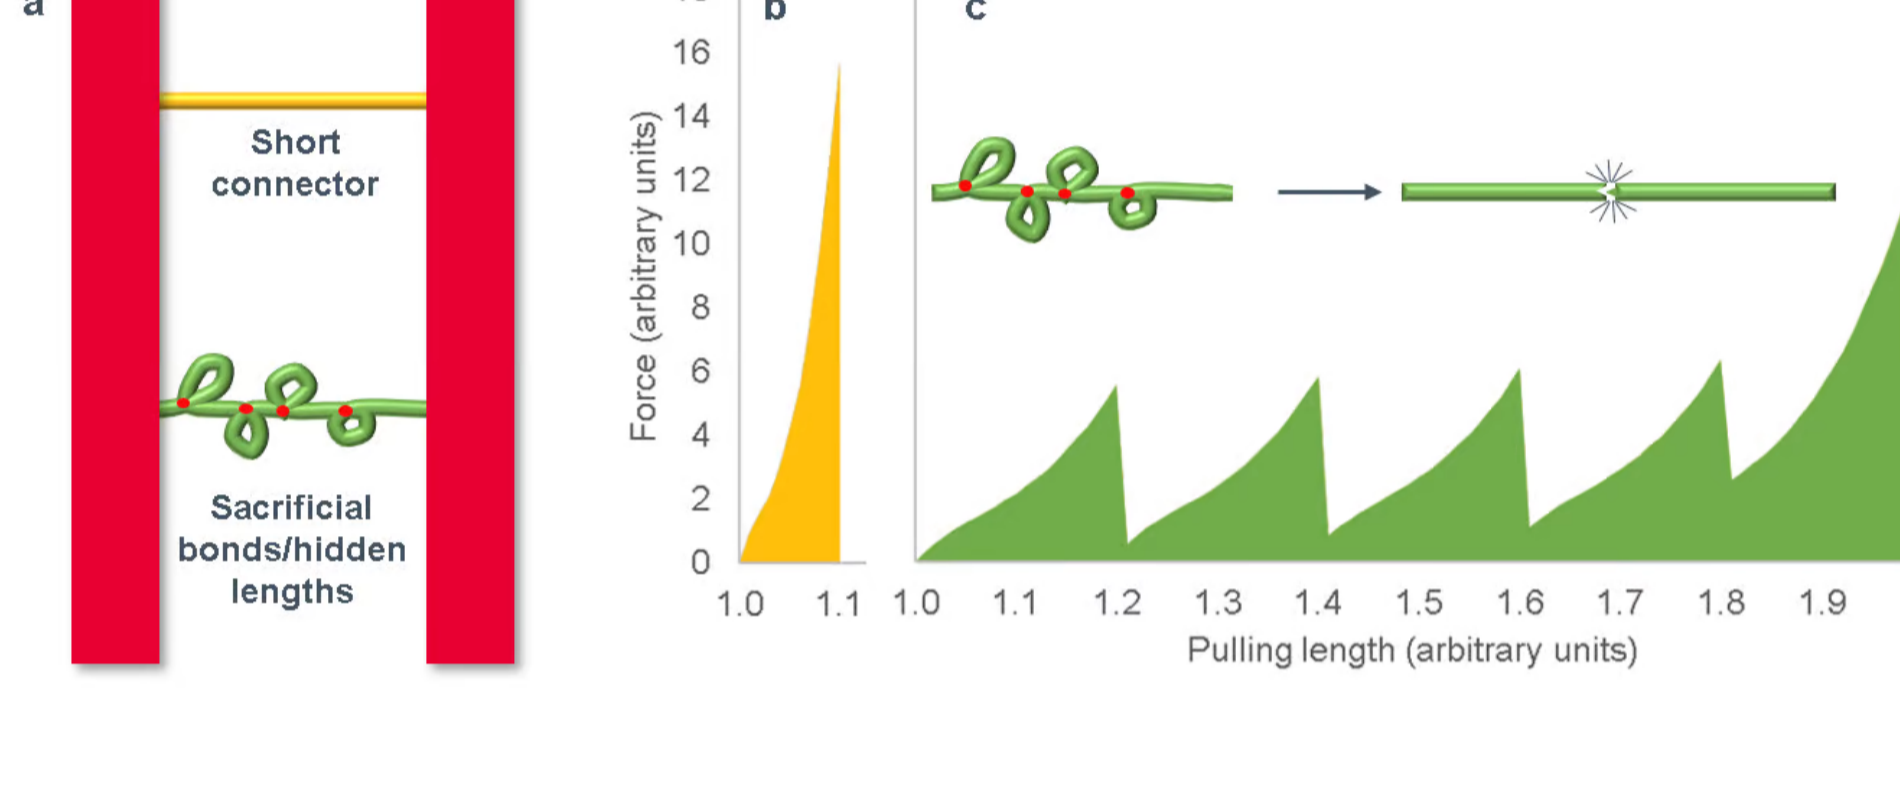 a
Short
connector
Sacrificial
bonds/hidden
lengths
b
c
Force (arbitrary units)
16
14
12
10
8
6
4
2
0
1.0 1.1
1.0 1.1 1.2 1.3 1.4 1.5 1.6 1.7 1.8 1.9
Pulling length (arbitrary units)